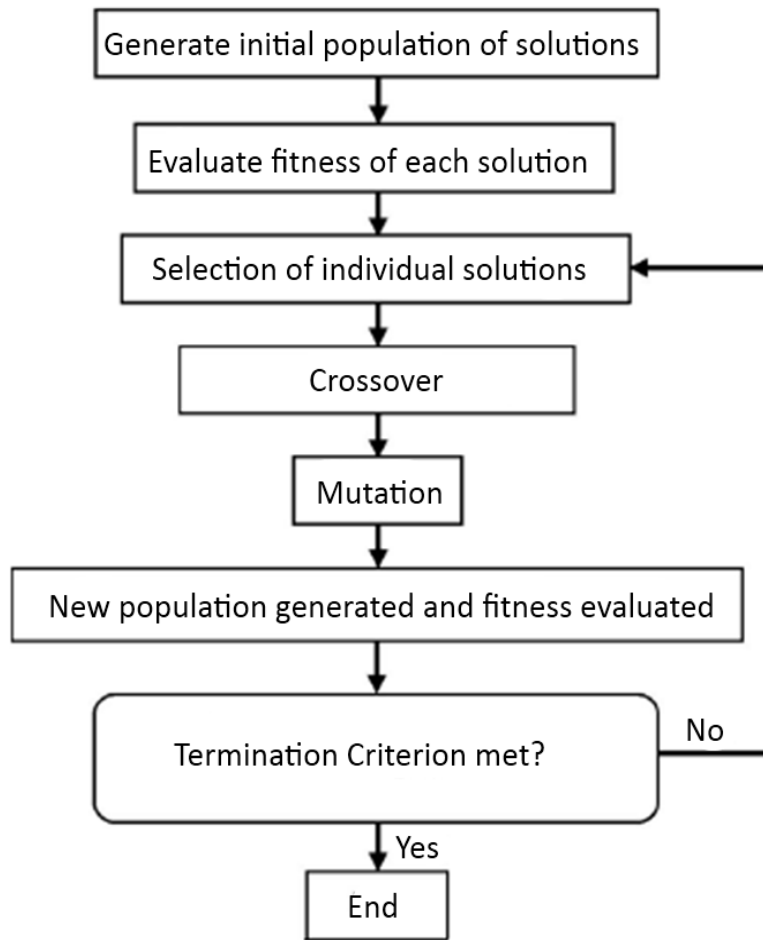 Generate initial population of solutions
Evaluate fitness of each solution
Selection of individual solutions
Crossover
Mutation
New population generated and fitness evaluated
Termination Criterion met?
No
Yes
End